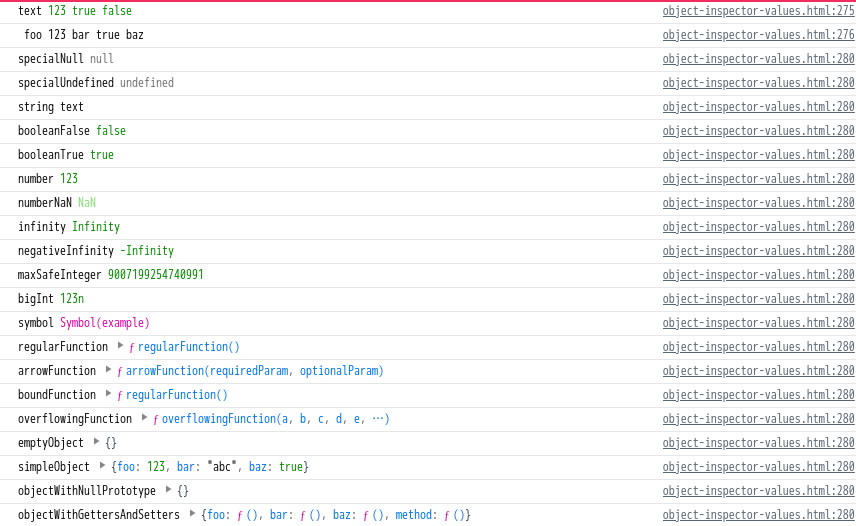 text 123 true false object-inspector-values.html:275
foo 123 bar true baz object-inspector-values.html:276
specialNull null object-inspector-values.html:280
specialUndefined undefined object-inspector-values.html:280
string text object-inspector-values.html:280
booleanFalse false object-inspector-values.html:280
booleanTrue true object-inspector-values.html:280
number 123 object-inspector-values.html:280
numberNaN NaN object-inspector-values.html:280
infinity Infinity object-inspector-values.html:280
negativeInfinity -Infinity object-inspector-values.html:280
maxSafeInteger 9007199254740991 object-inspector-values.html:280
bigInt 123n object-inspector-values.html:280
symbol Symbol(example) object-inspector-values.html:280
regularFunction ▶ ƒ regularFunction() object-inspector-values.html:280
arrowFunction ▶ ƒ arrowFunction(requiredParam, optionalParam) object-inspector-values.html:280
boundFunction ▶ ƒ regularFunction() object-inspector-values.html:280
overflowingFunction ▶ ƒ overflowingFunction(a, b, c, d, e, …) object-inspector-values.html:280
emptyObject ▶ {} object-inspector-values.html:280
simpleObject ▶ {foo: 123, bar: "abc", baz: true} object-inspector-values.html:280
objectWithNullPrototype ▶ {} object-inspector-values.html:280
objectWithGettersAndSetters ▶ {foo: ƒ (), bar: ƒ (), baz: ƒ (), method: ƒ ()} object-inspector-values.html:280